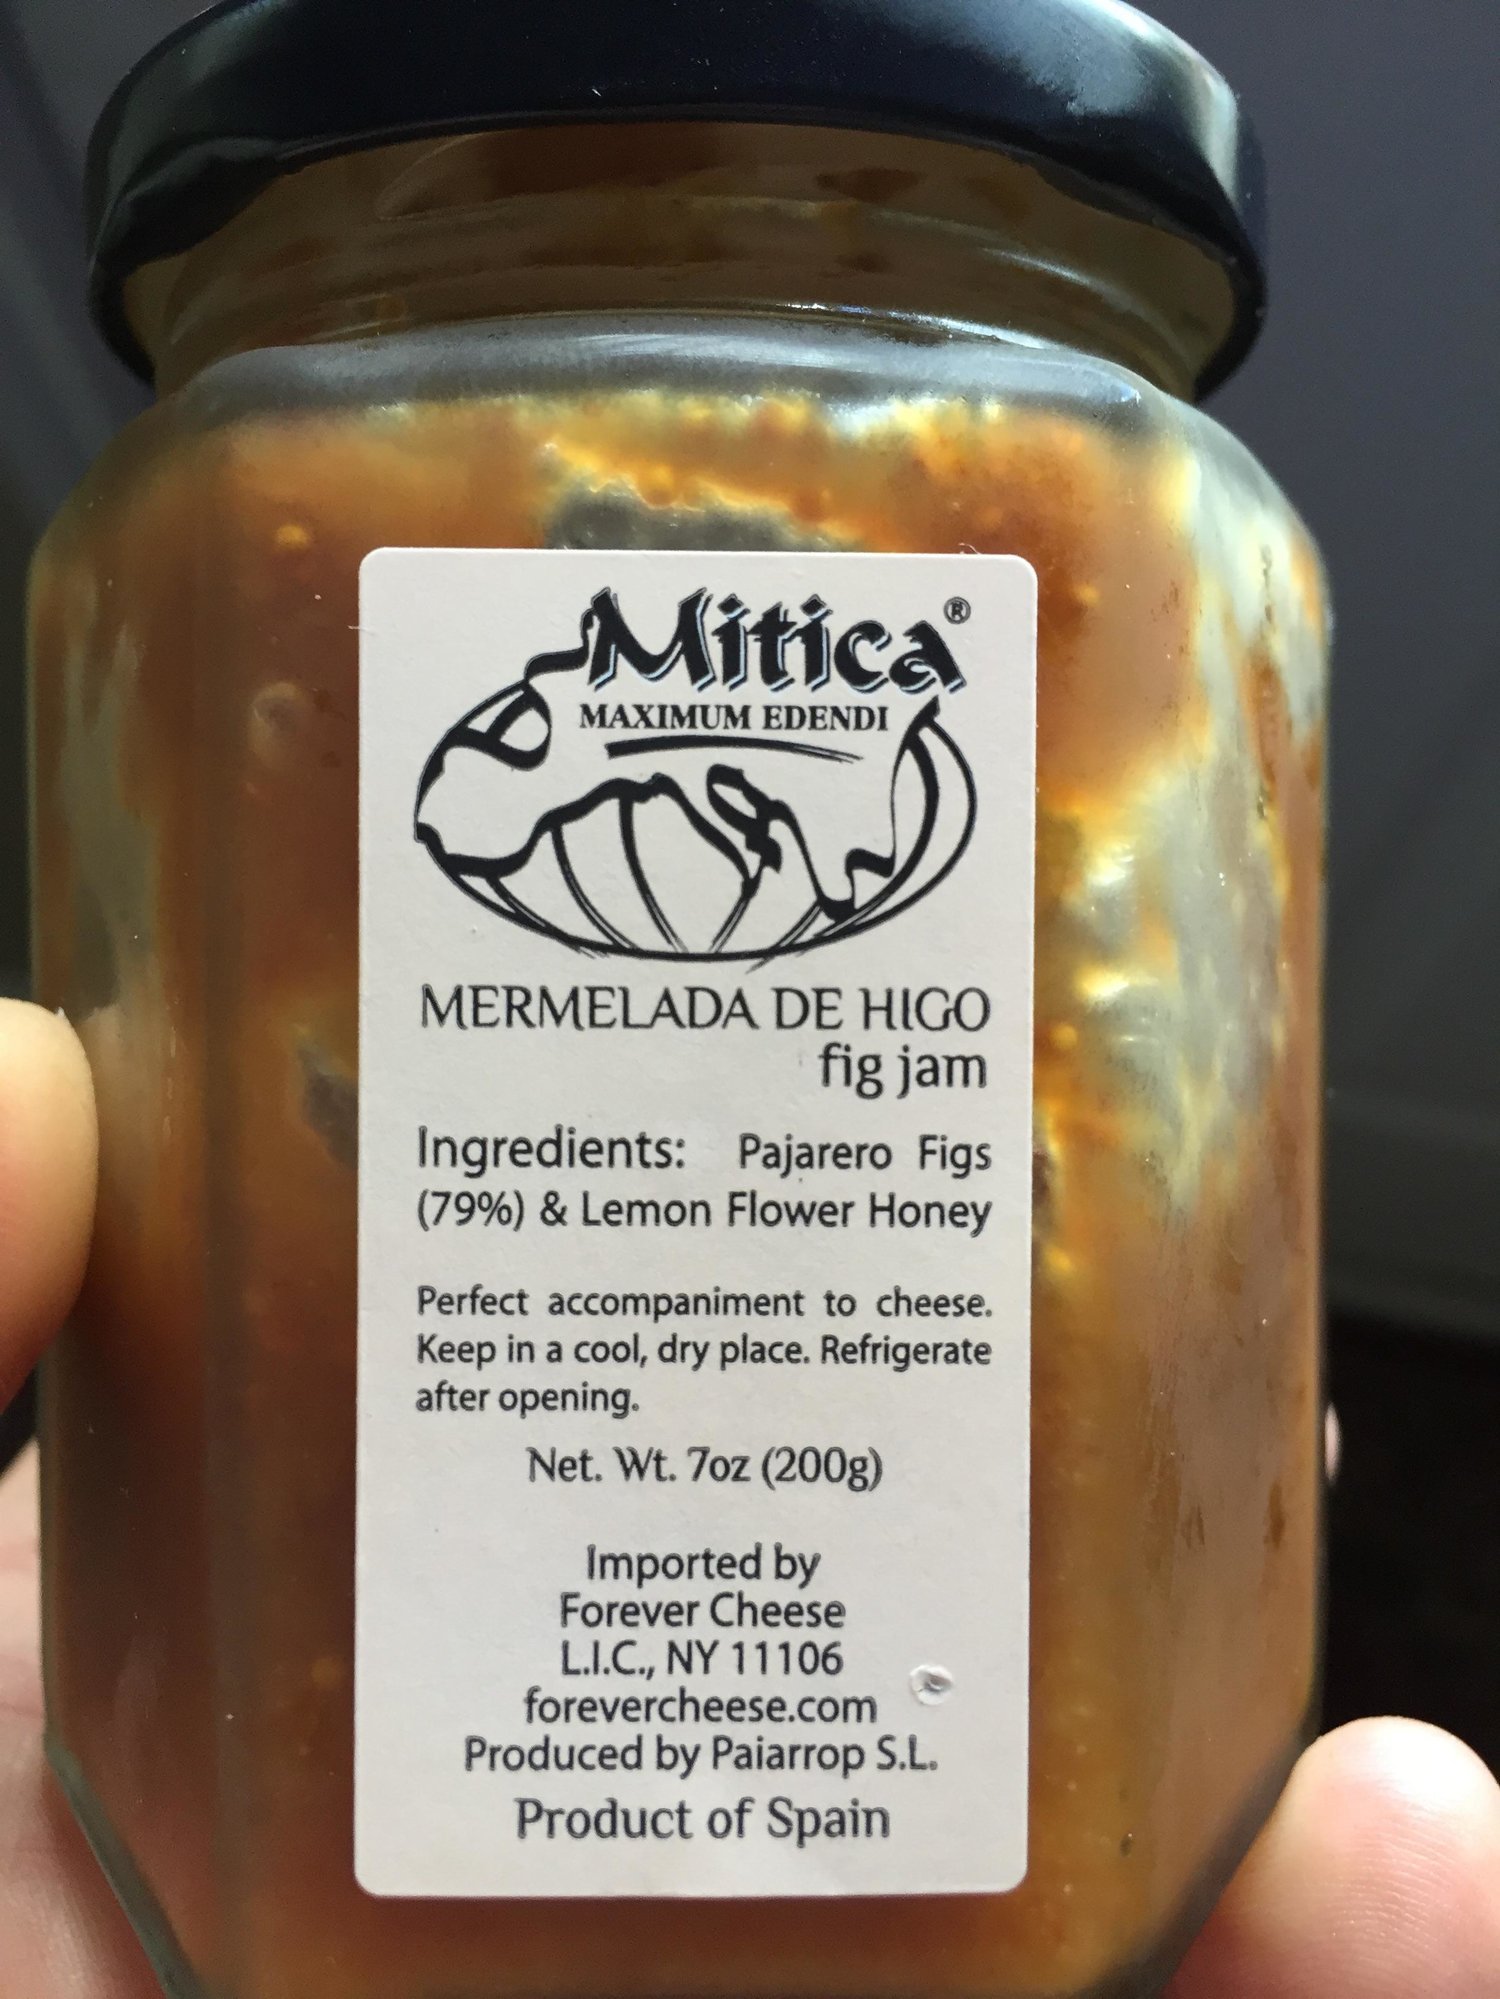 Mitica®
MAXIMUM EDENDI
MERMELADA DE HIGO
fig jam
Ingredients: Pajarero Figs
(79%) & Lemon Flower Honey
Perfect accompaniment to cheese.
Keep in a cool, dry place. Refrigerate
after opening.
Net. Wt. 7oz (200g)
Imported by
Forever Cheese
L.I.C., NY 11106
forevercheese.com
Produced by Paiarrop S.L.
Product of Spain